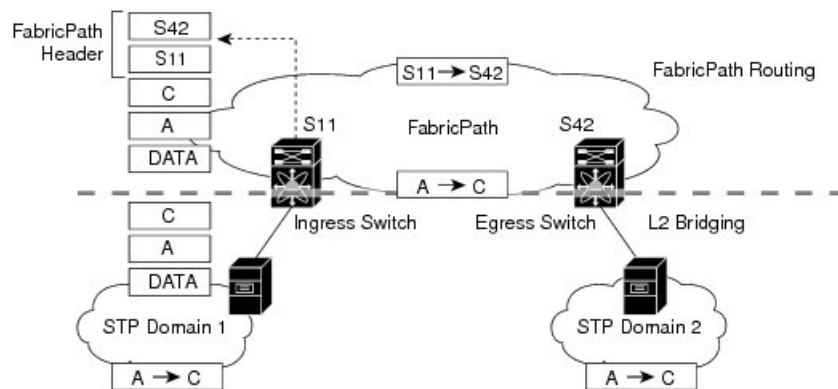 FabricPath
Header
S42
S11
C
A
DATA
S11 → S42
FabricPath Routing
S11
FabricPath
S42
A → C
Ingress Switch
Egress Switch
L2 Bridging
C
A
DATA
STP Domain 1
A → C
STP Domain 2
A → C